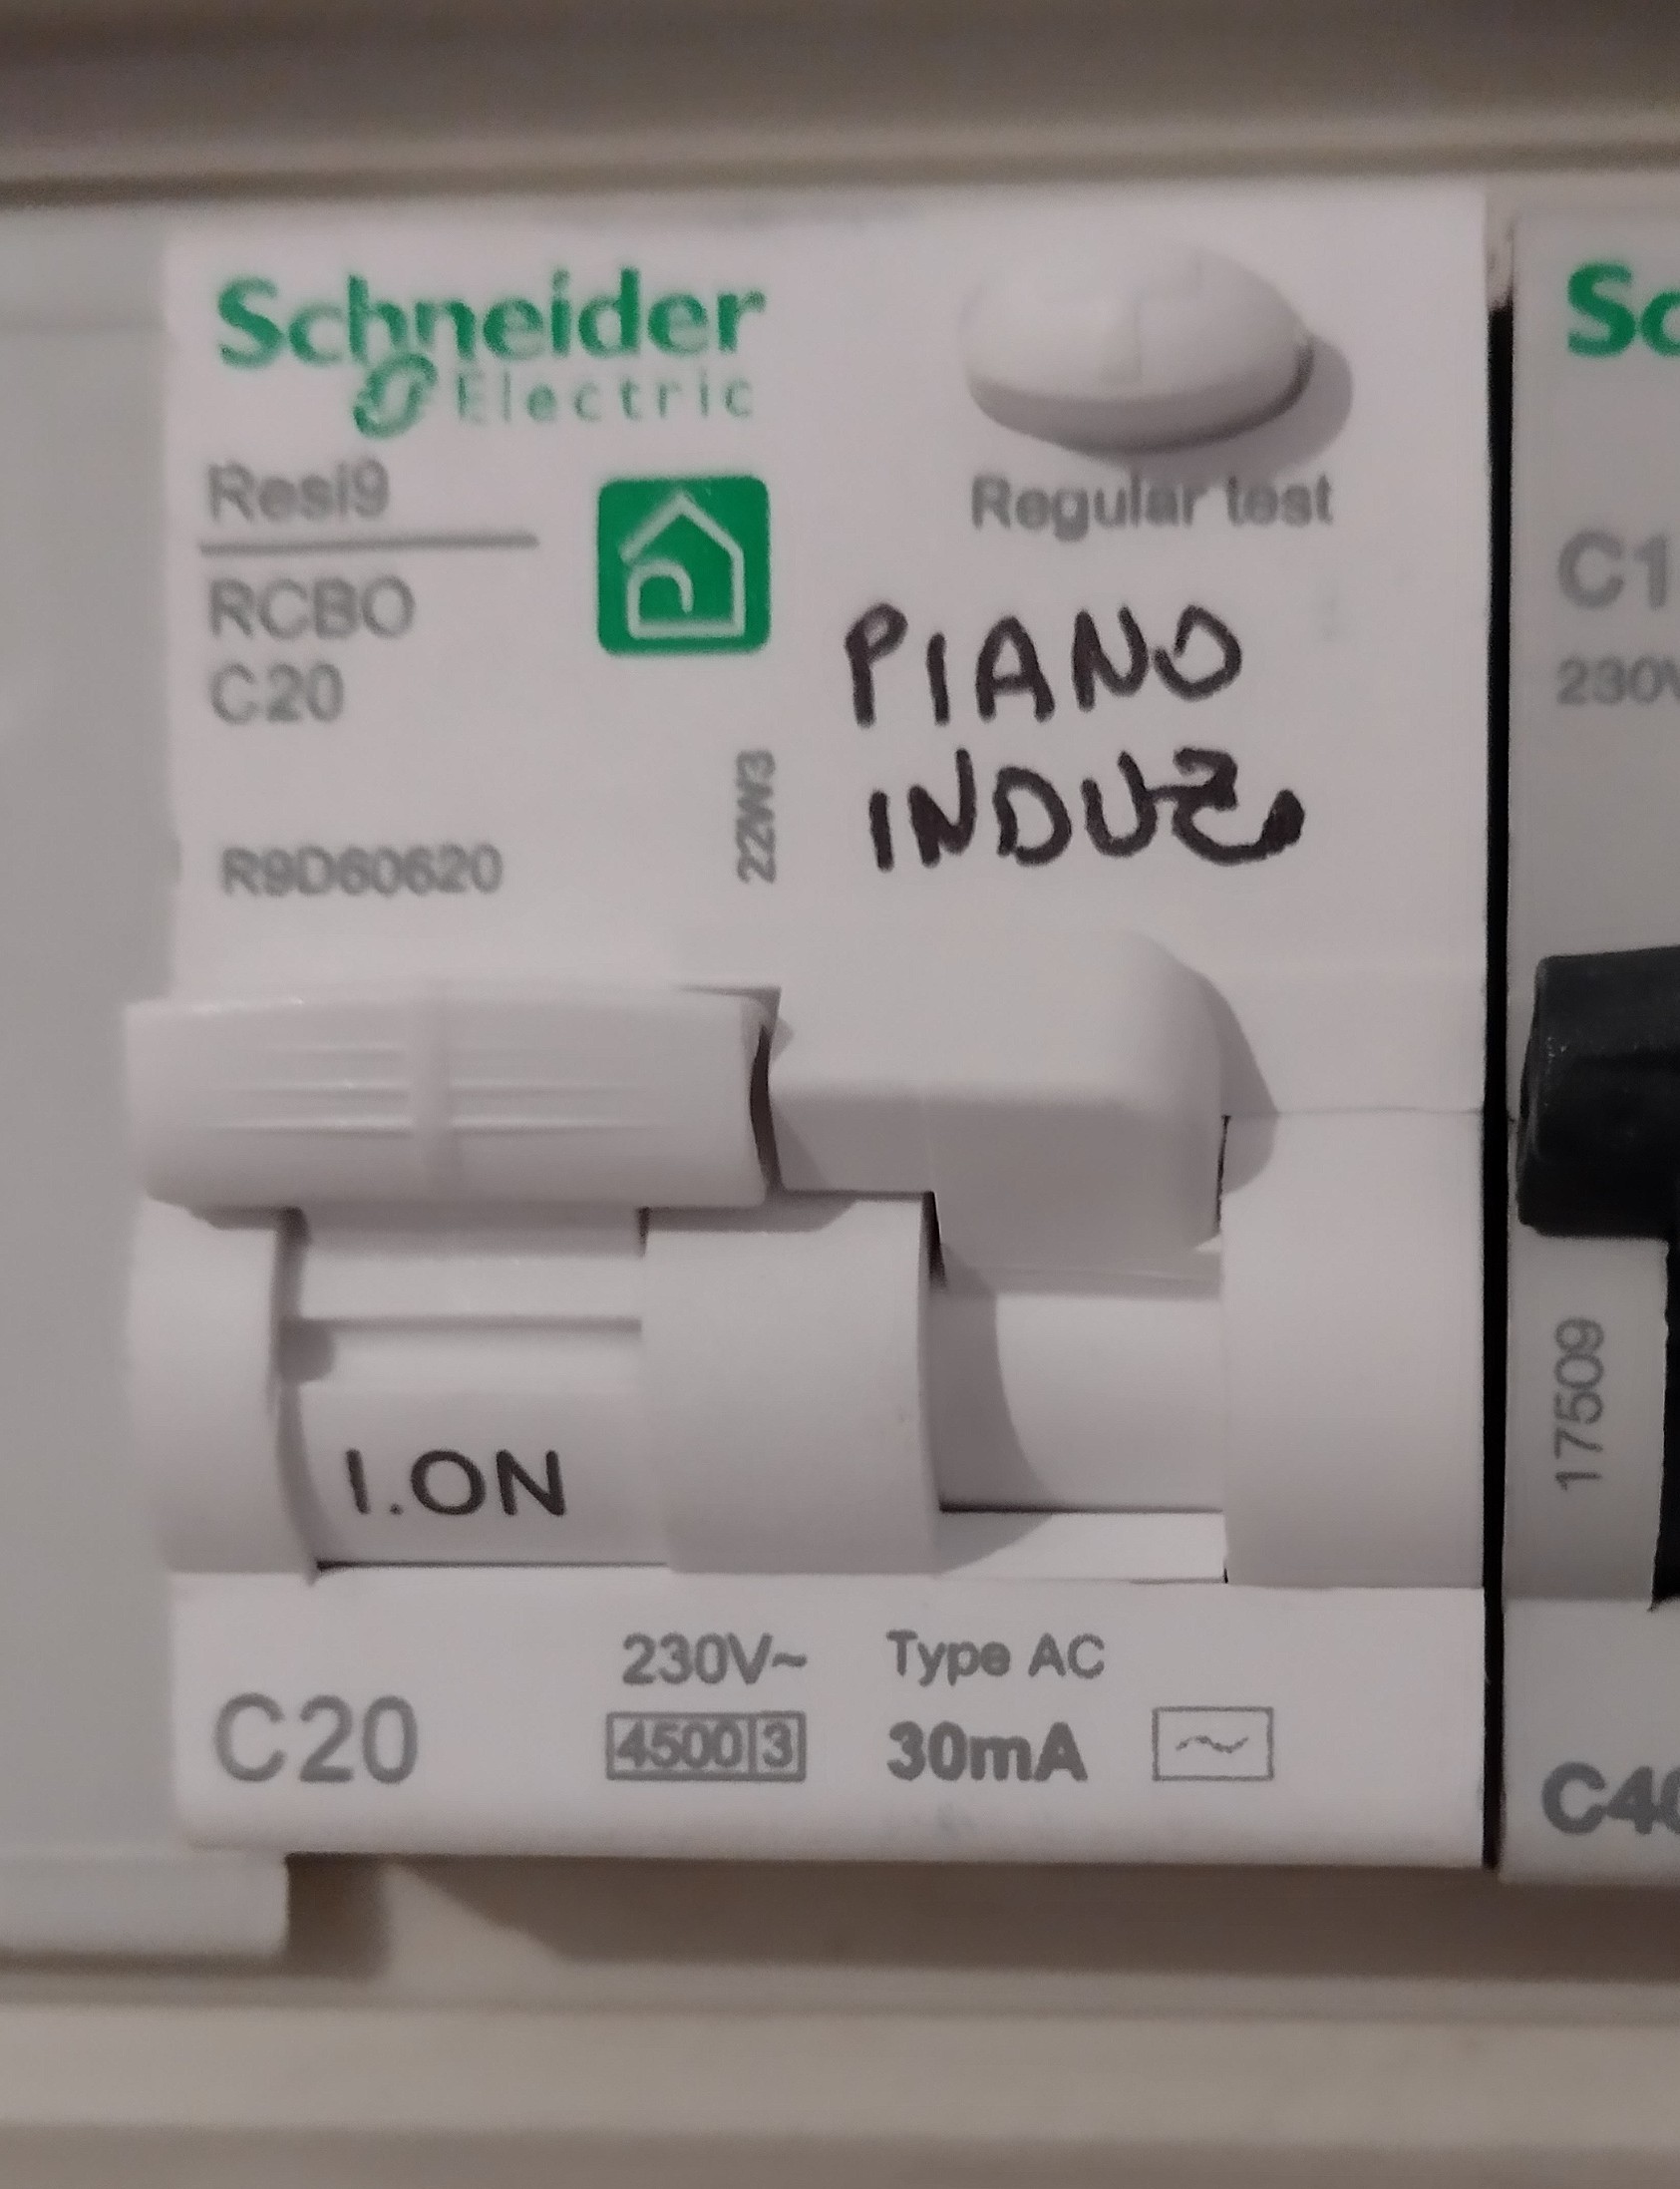 Schneider
Electric
Resi9
RCBO
C20
R9D60620
22W3
Regular test
PIANO
INDUZ.
I.ON
C20
230V~
4500 3
Type AC
30mA
Sc
C1
230V
17509
C40